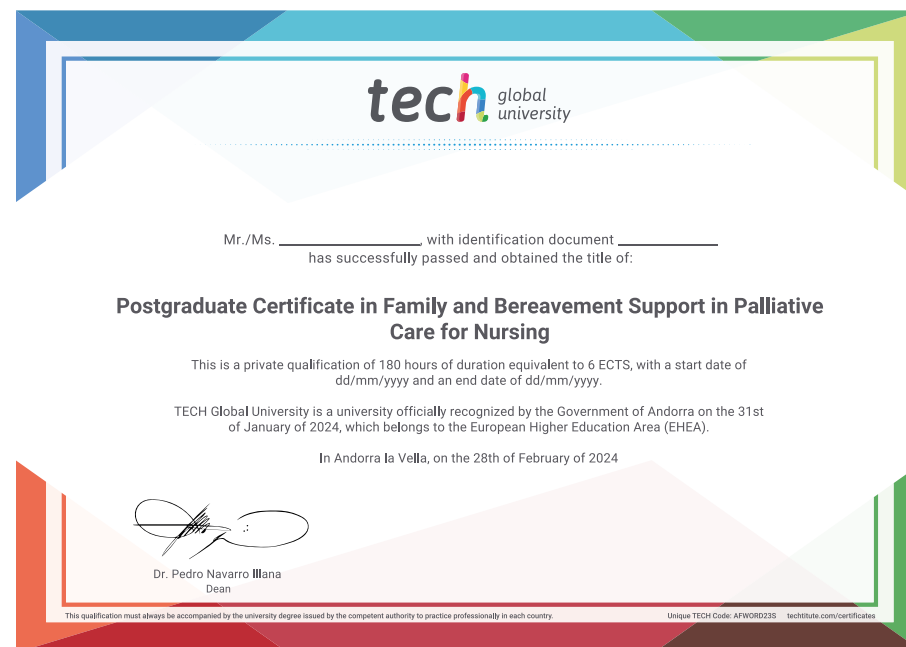 tech global university
Mr./Ms. ____________, with identification document ____________
has successfully passed and obtained the title of:
Postgraduate Certificate in Family and Bereavement Support in Palliative
Care for Nursing
This is a private qualification of 180 hours of duration equivalent to 6 ECTS, with a start date of
dd/mm/yyyy and an end date of dd/mm/yyyy.
TECH Global University is a university officially recognized by the Government of Andorra on the 31st
of January of 2024, which belongs to the European Higher Education Area (EHEA).
In Andorra la Vella, on the 28th of February of 2024
Dr. Pedro Navarro Illana
Dean
This qualification must always be accompanied by the university degree issued by the competent authority to practice professionally in each country.
Unique TECH Code: AFWORD23S techtitute.com/certificates